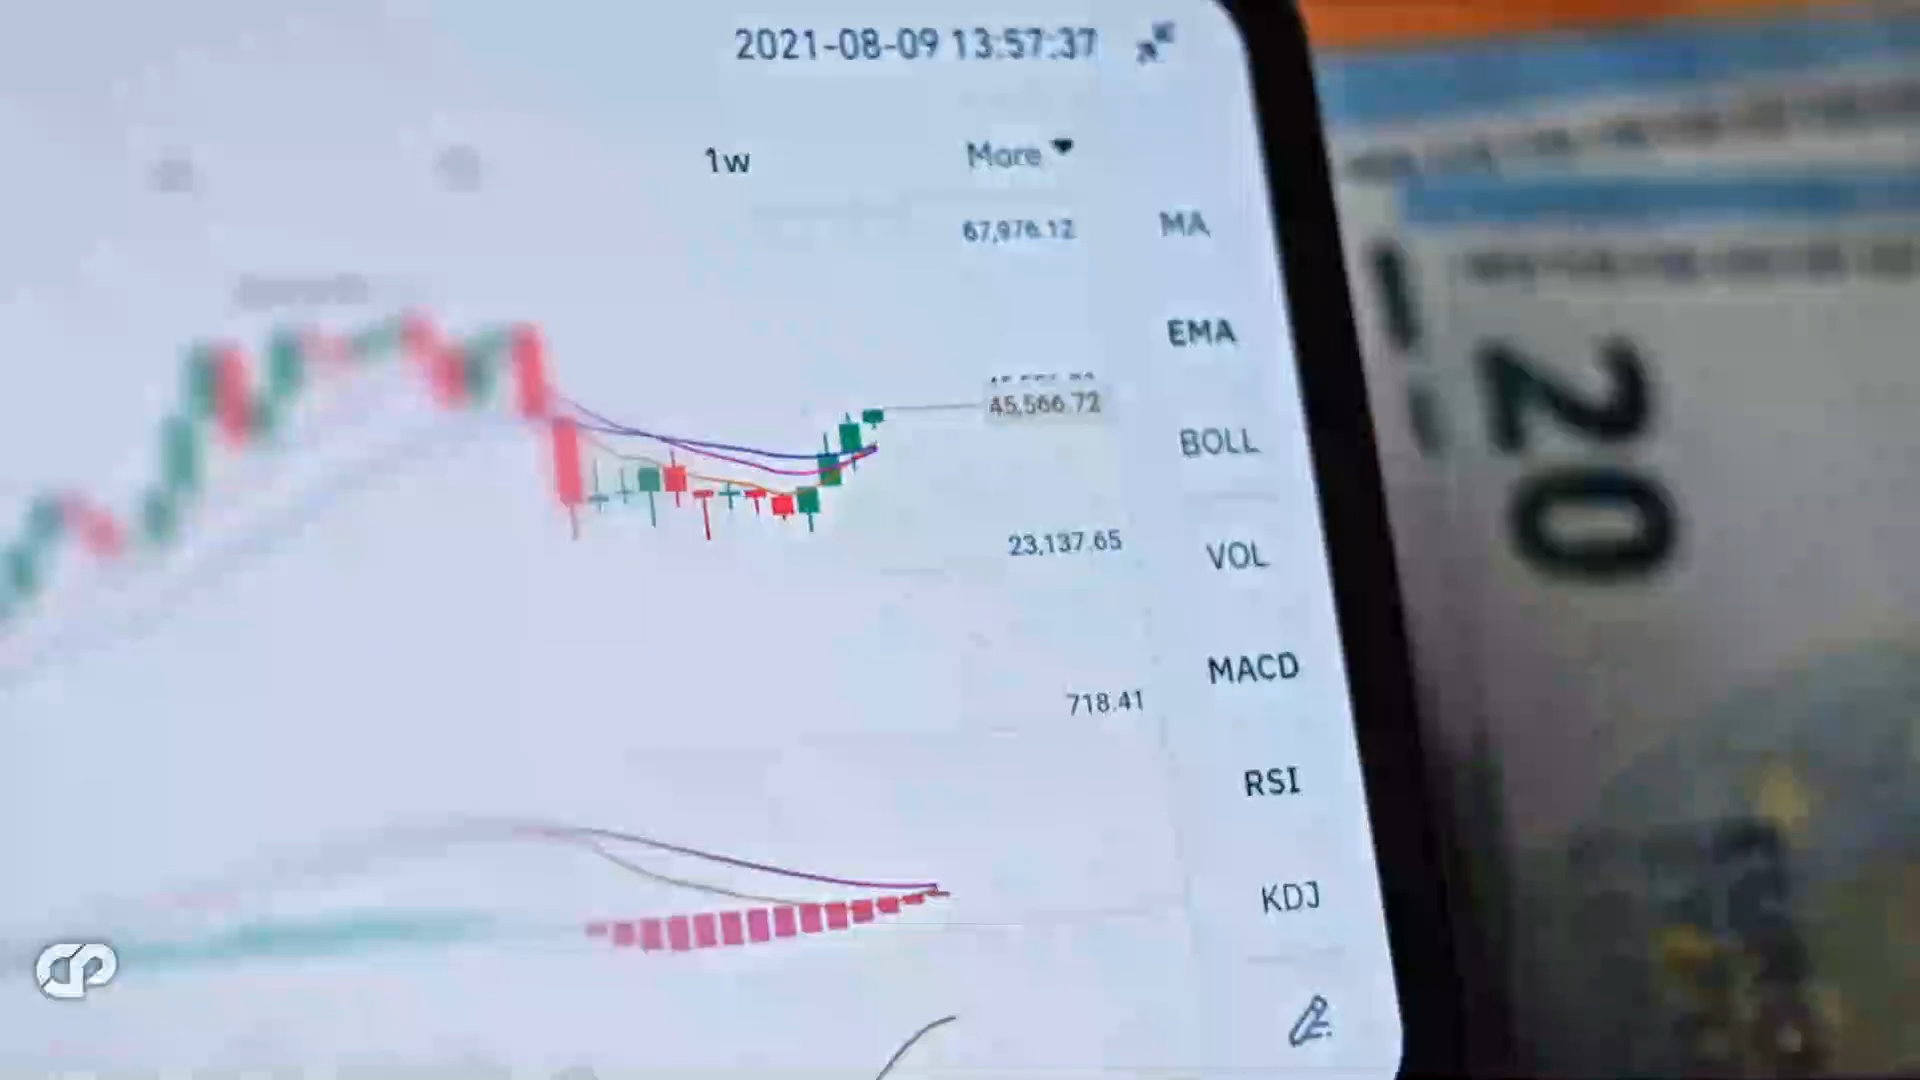 2021-08-09 13:57:37
1w
More
67,976.12
MA
EMA
45,566.72
BOLL
23,137.65
VOL
MACD
718.41
RSI
KDJ
20